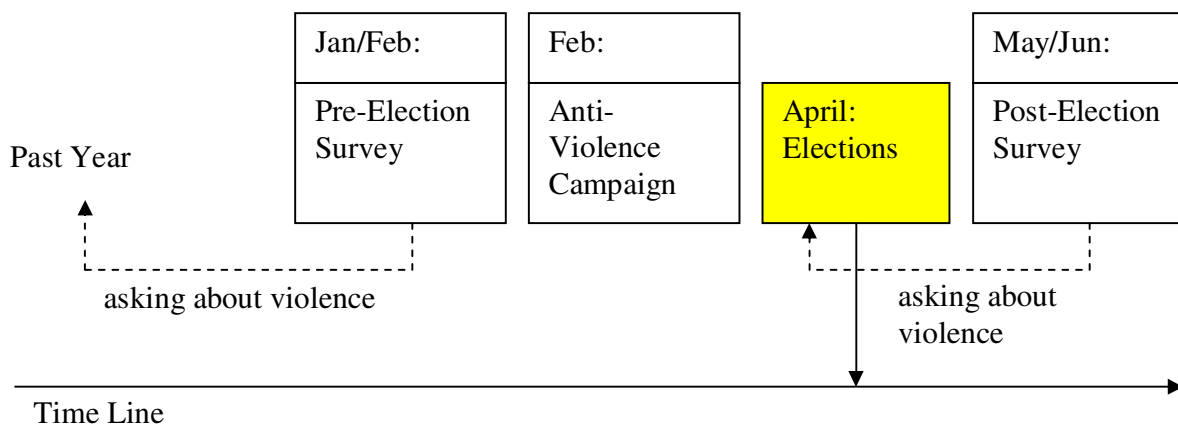 Past Year
Jan/Feb:
Pre-Election
Survey
Feb:
Anti-
Violence
Campaign
April:
Elections
May/Jun:
Post-Election
Survey
asking about violence
asking about
violence
Time Line